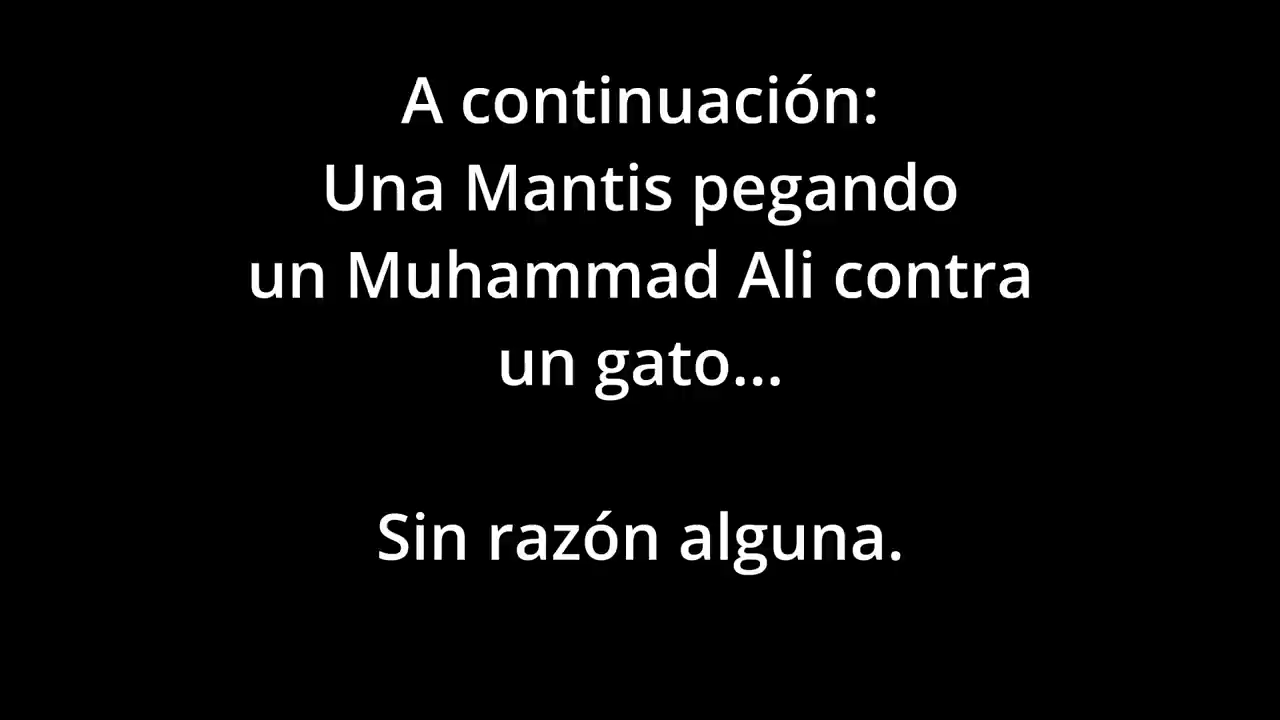 A continuación:
Una Mantis pegando
un Muhammad Ali contra
un gato...
Sin razón alguna.